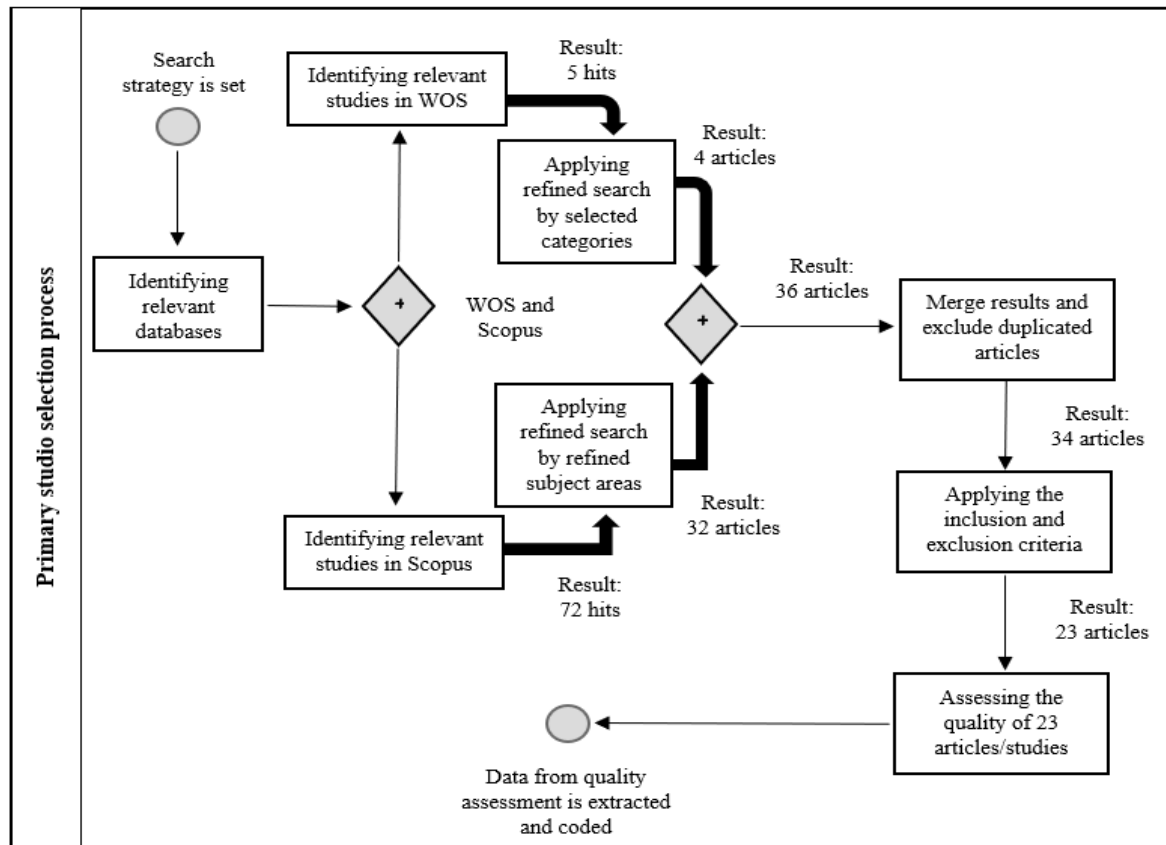 Primary studio selection process
Search
strategy is set
Identifying
relevant
databases
+
WOS and
Scopus
Identifying relevant
studies in WOS
Result:
5 hits
Applying
refined search
by selected
categories
Result:
4 articles
Identifying relevant
studies in Scopus
Result:
72 hits
Applying
refined search
by refined
subject areas
Result:
32 articles
+
Result:
36 articles
Merge results and
exclude duplicated
articles
Result:
34 articles
Applying the
inclusion and
exclusion criteria
Result:
23 articles
Assessing the
quality of 23
articles/studies
Data from quality
assessment is extracted
and coded